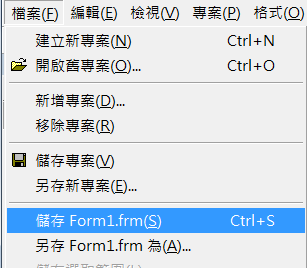 檔案(F) 編輯(E) 檢視(V) 專案(P) 格式(O)
建立新專案(N) Ctrl+N
開啟舊專案(O)... Ctrl+O
新增專案(D)...
移除專案(R)
儲存專案(V)
另存新專案(E)...
儲存 Form1.frm(S) Ctrl+S
另存 Form1.frm 為(A)...